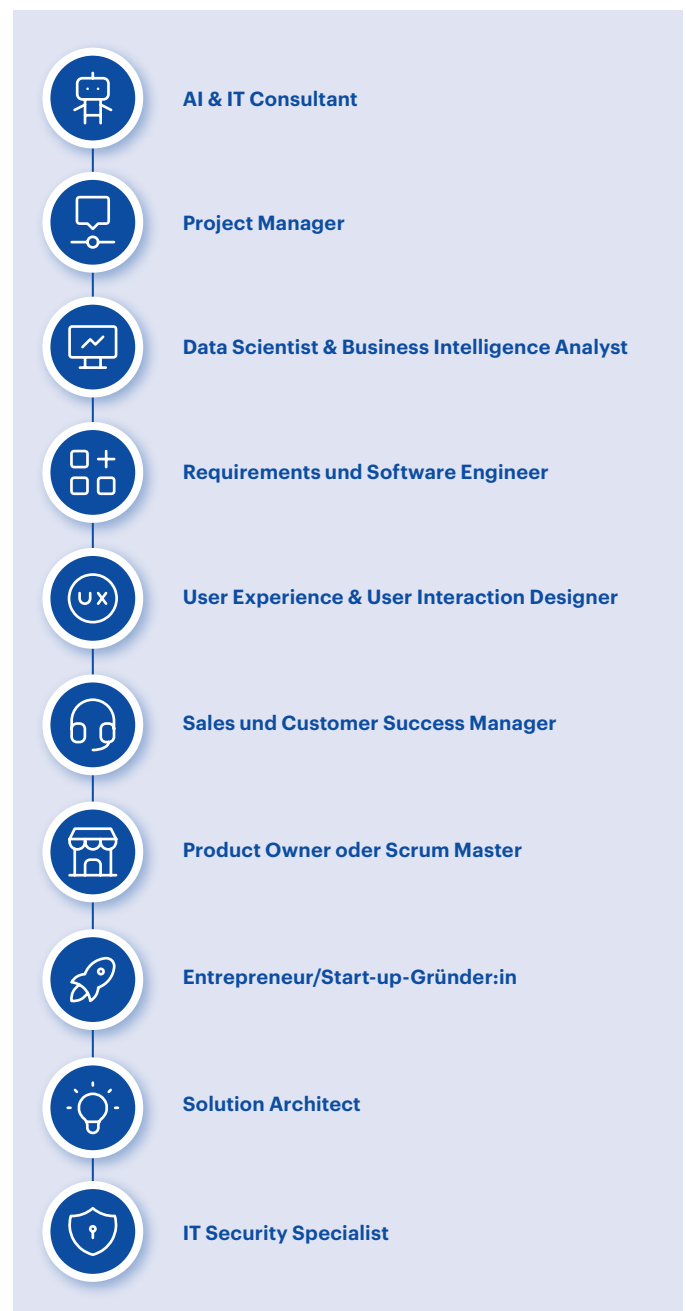 AI & IT Consultant
Project Manager
Data Scientist & Business Intelligence Analyst
Requirements und Software Engineer
UX
User Experience & User Interaction Designer
Sales und Customer Success Manager
Product Owner oder Scrum Master
Entrepreneur/Start-up-Gründer:in
Solution Architect
IT Security Specialist